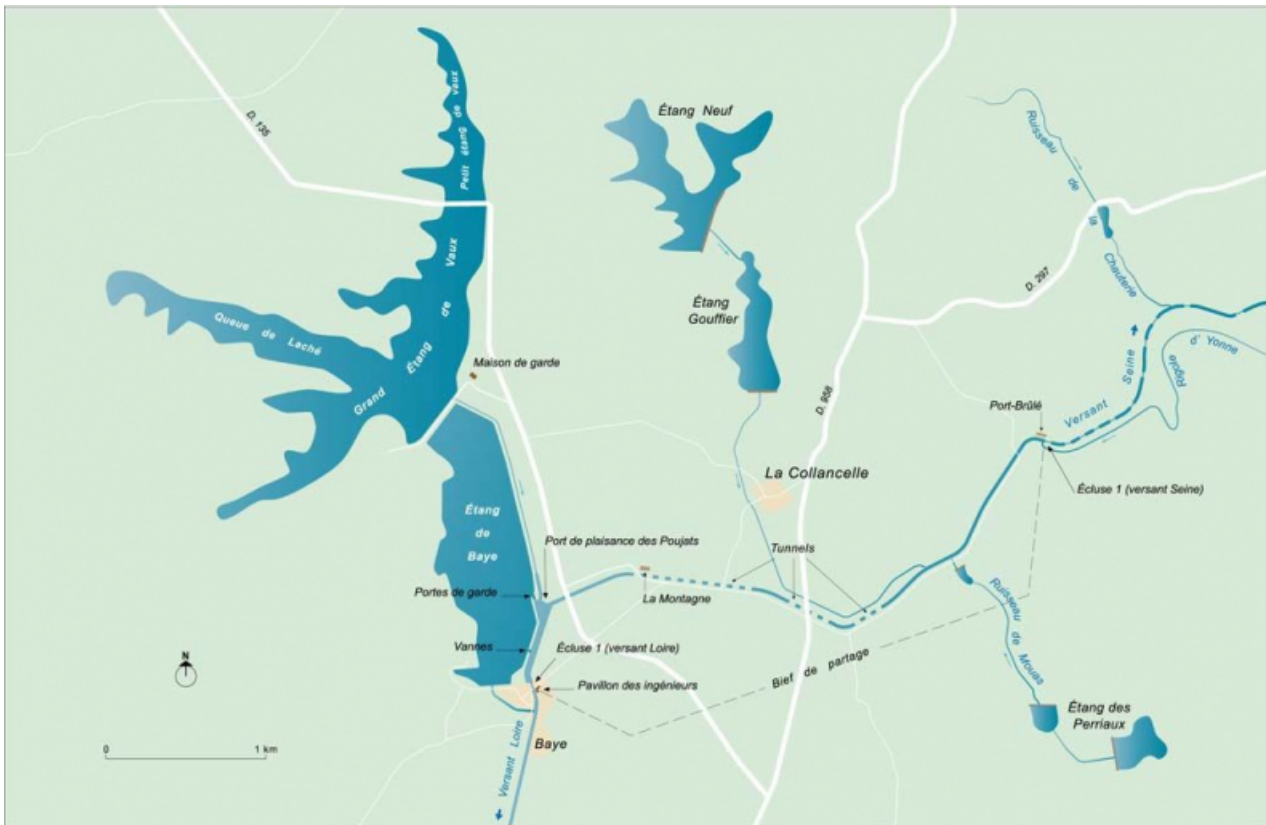 D. 135
Petit étang de vaux
Étang Neuf
Ruisseau de la Chauterie
Grand Étang de Vaux
Queue de Laché
Étang
Gouffier
D. 297
Maison de garde
D. 958
Versant Seine
Rigole d'Yonne
Port-Brûlé
La Collancelle
Écluse 1 (versant Seine)
Étang
de
Baye
Port de plaisance des Poujats
Tunnels
Portes de garde
La Montagne
Ruisseau de Mouas
Vannes
Écluse 1 (versant Loire)
Bief de partage
N
Pavillon des ingénieurs
Étang des
Perriaux
Baye
Versant Loire
0 1 km